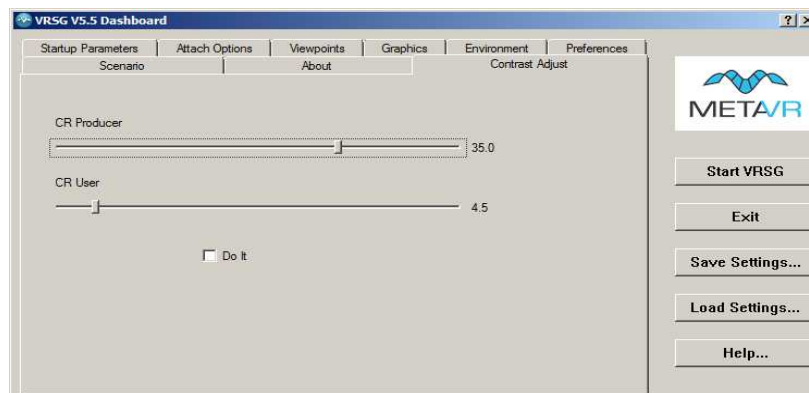 VRSG V5.5 Dashboard
Startup Parameters
Attach Options
Viewpoints
Graphics
Environment
Preferences
Scenario
About
Contrast Adjust
CR Producer
35.0
CR User
4.5
Do It
METAVR
Start VRSG
Exit
Save Settings...
Load Settings...
Help...